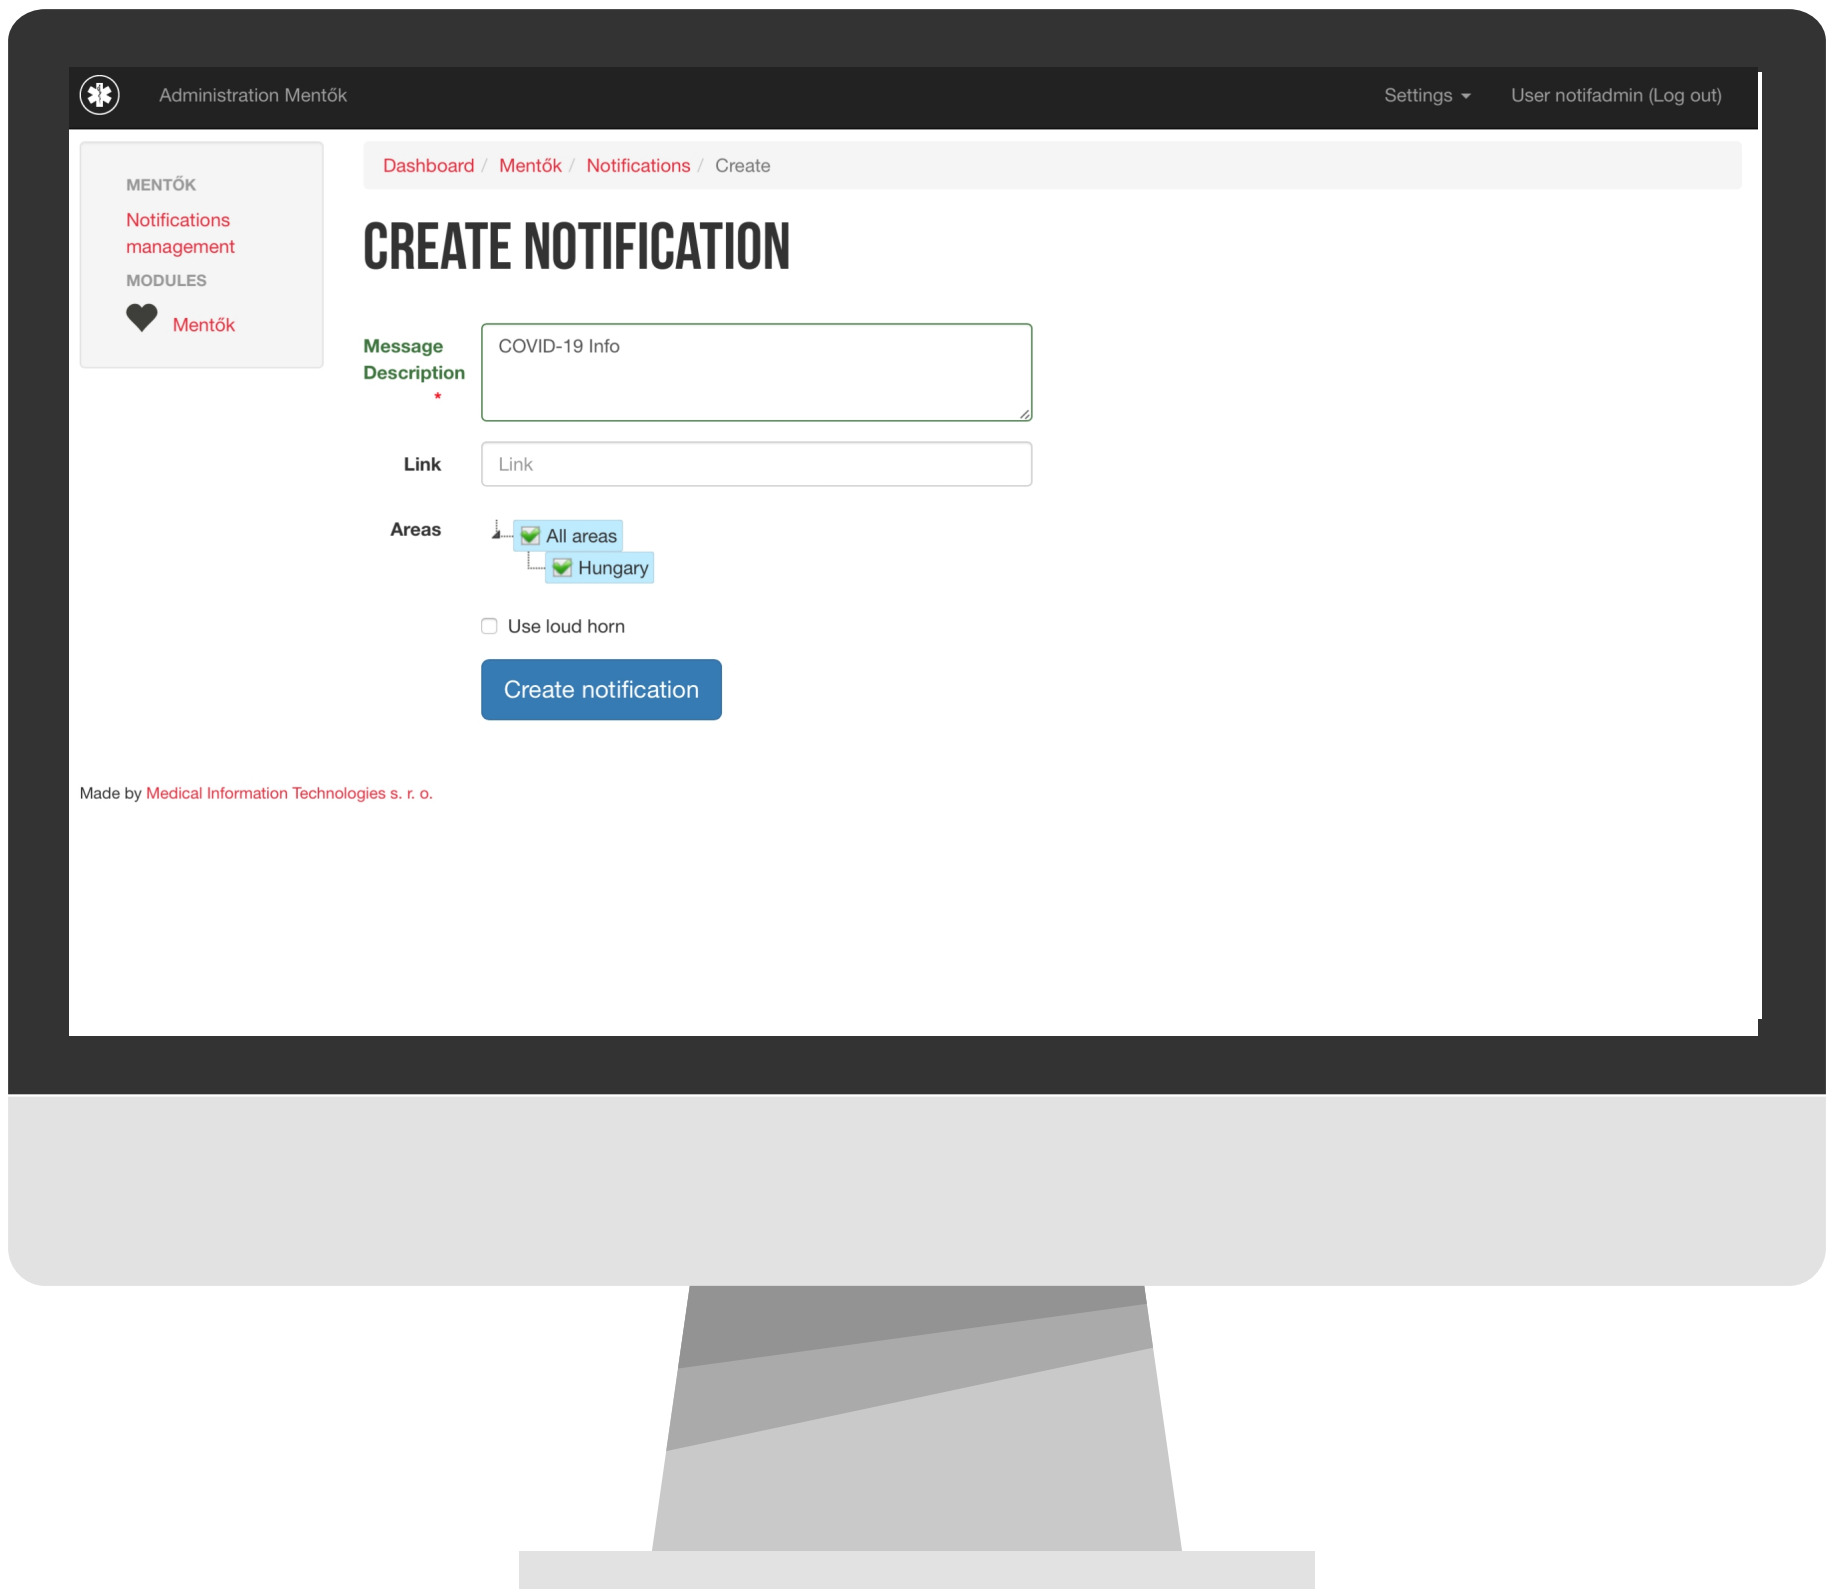 Administration Mentők
Settings
User notifadmin (Log out)
MENTŐK
Notifications
management
MODULES
Mentők
Dashboard / Mentők / Notifications / Create
CREATE NOTIFICATION
Message
Description
*
COVID-19 Info
Link
Link
Areas
All areas
Hungary
Use loud horn
Create notification
Made by Medical Information Technologies s. r. o.